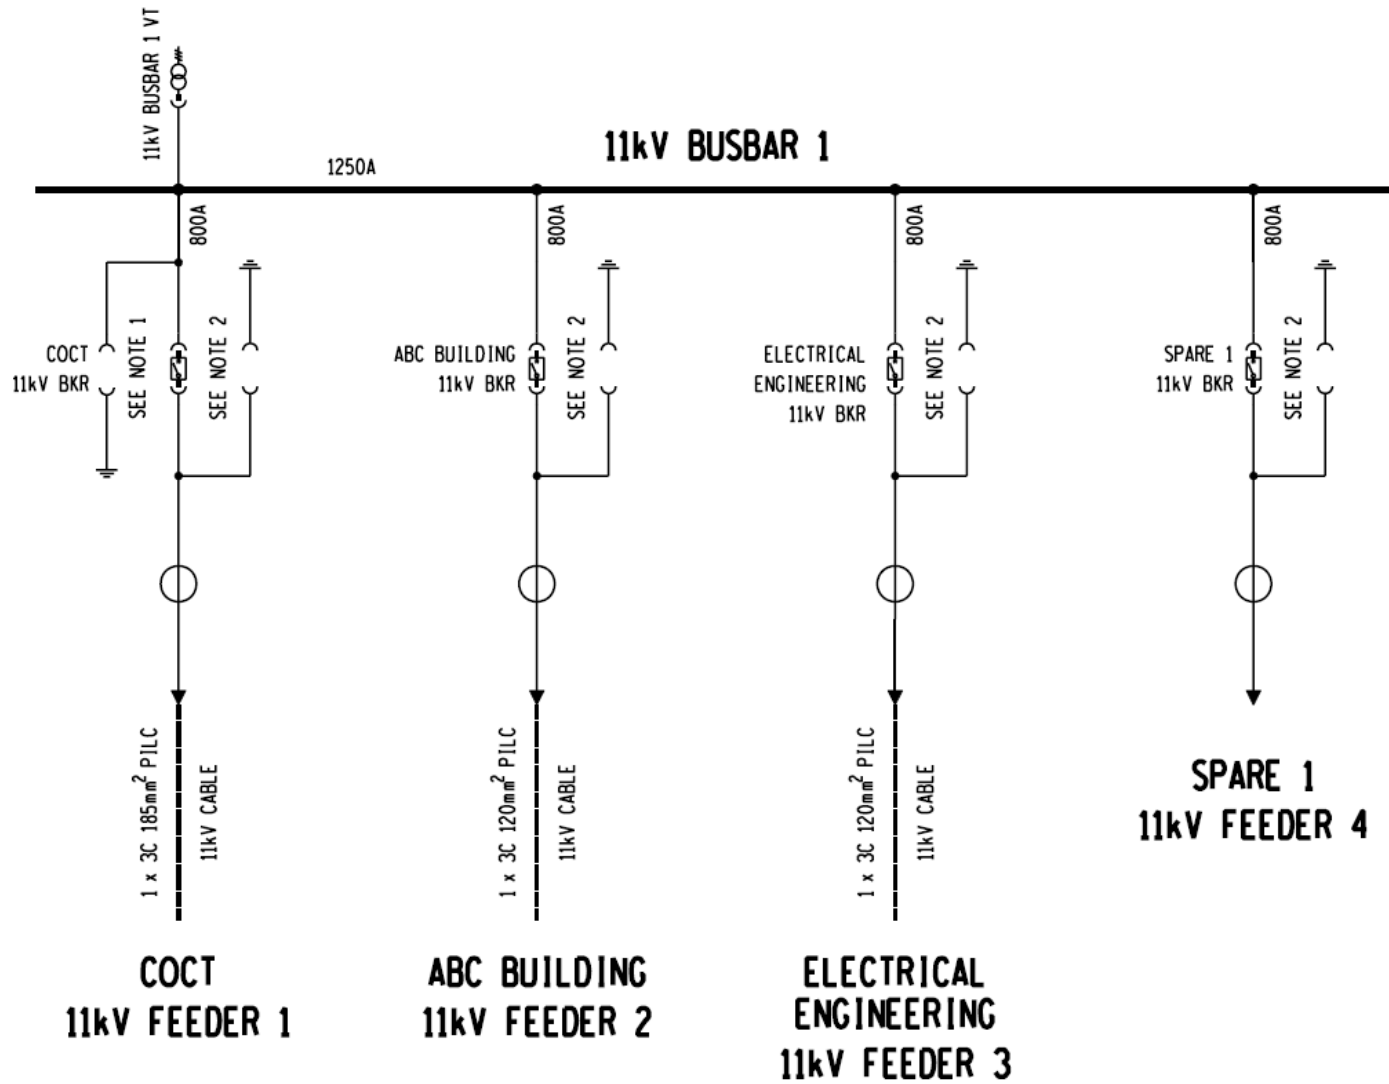 11kV BUSBAR 1 VT
11kV BUSBAR 1
1250A
800A
800A
800A
800A
COCT
11kV BKR
SEE NOTE 1
SEE NOTE 2
ABC BUILDING
11kV BKR
SEE NOTE 2
ELECTRICAL
ENGINEERING
11kV BKR
SEE NOTE 2
SPARE 1
11kV BKR
SEE NOTE 2
1 x 3C 185mm² PILC
11kV CABLE
1 x 3C 120mm² PILC
11kV CABLE
1 x 3C 120mm² PILC
11kV CABLE
SPARE 1
11kV FEEDER 4
COCT
11kV FEEDER 1
ABC BUILDING
11kV FEEDER 2
ELECTRICAL
ENGINEERING
11kV FEEDER 3